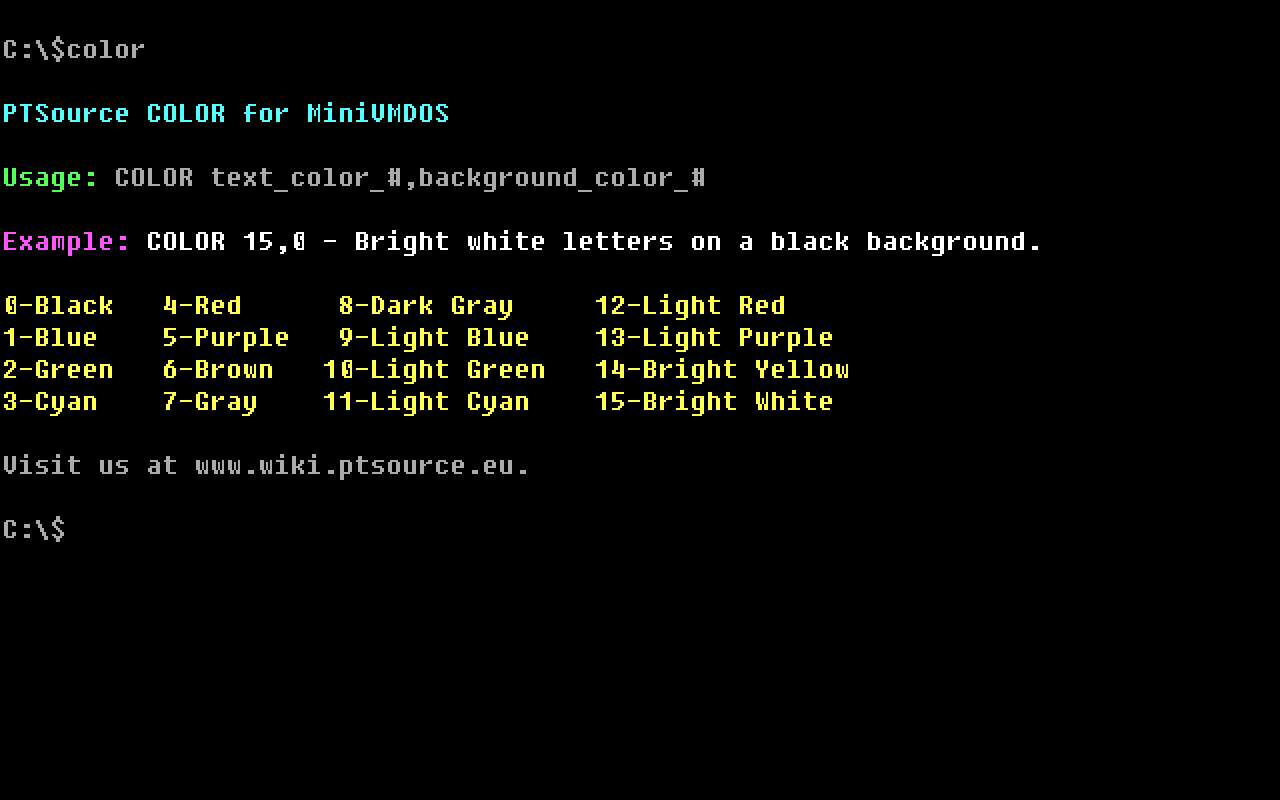 C:\$color
PTSource COLOR for MiniVMDOS
Usage: COLOR text_color_#,background_color_#
Example: COLOR 15,0 - Bright white letters on a black background.
0-Black   4-Red      8-Dark Gray     12-Light Red
1-Blue    5-Purple   9-Light Blue    13-Light Purple
2-Green   6-Brown   10-Light Green   14-Bright Yellow
3-Cyan    7-Gray    11-Light Cyan    15-Bright White
Visit us at www.wiki.ptsource.eu.
C:\$